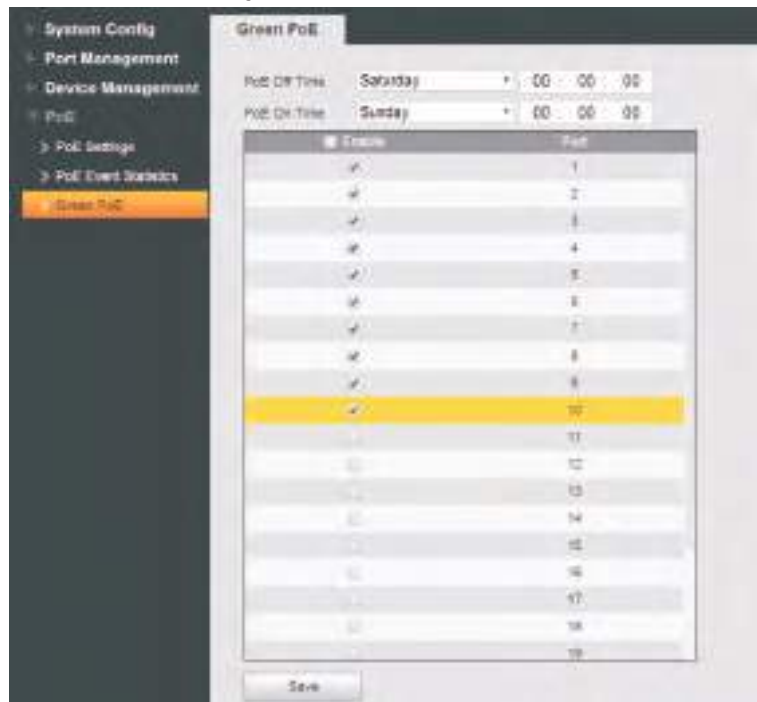 System Config
Port Management
Device Management
PoE
PoE Settings
PoE Event Statistics
Green PoE
Green PoE
PoE Off Time Saturday 00 00 00
PoE On Time Sunday 00 00 00
Enable Port
1
2
3
4
5
6
7
8
9
10
11
12
13
14
15
16
17
18
19
Save